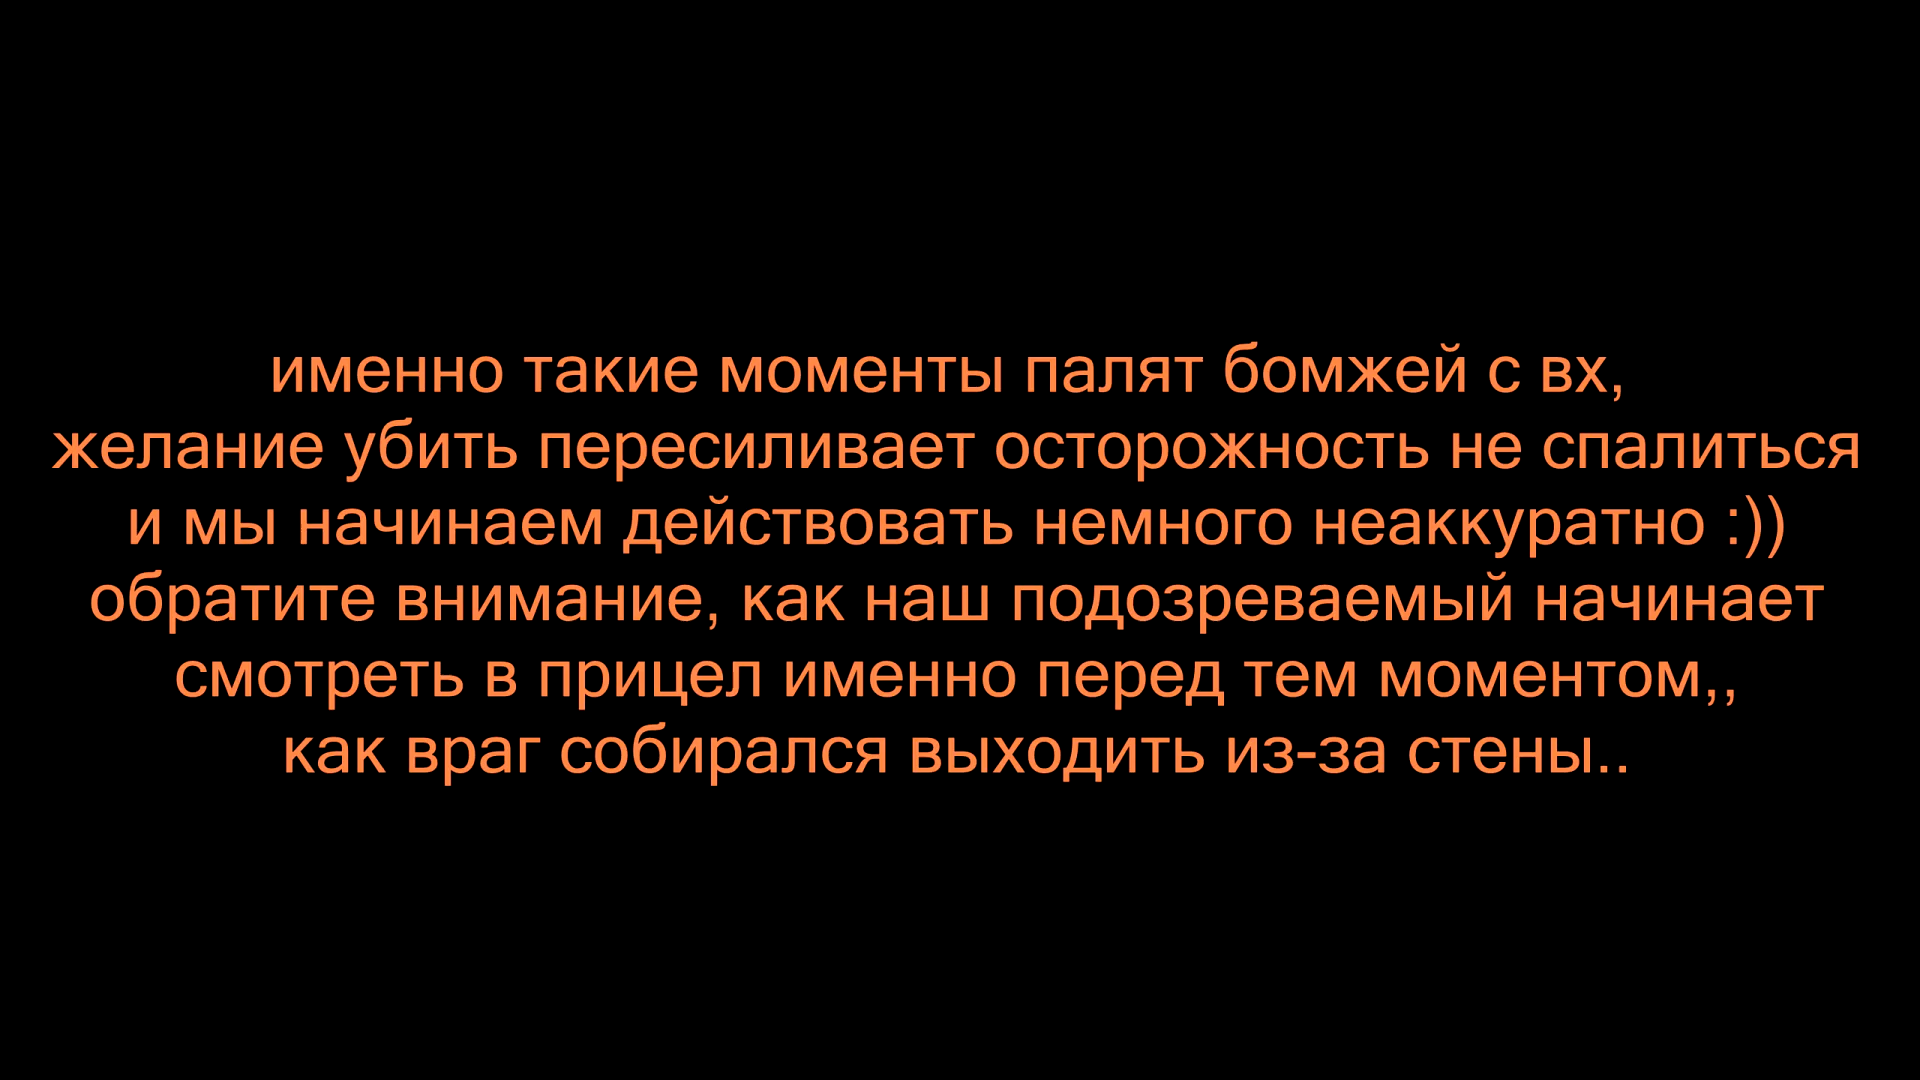 именно такие моменты палят бомжей с вх,
желание убить пересиливает осторожность не спалиться
и мы начинаем действовать немного неаккуратно :))
обратите внимание, как наш подозреваемый начинает
смотреть в прицел именно перед тем моментом,,
как враг собирался выходить из-за стены..